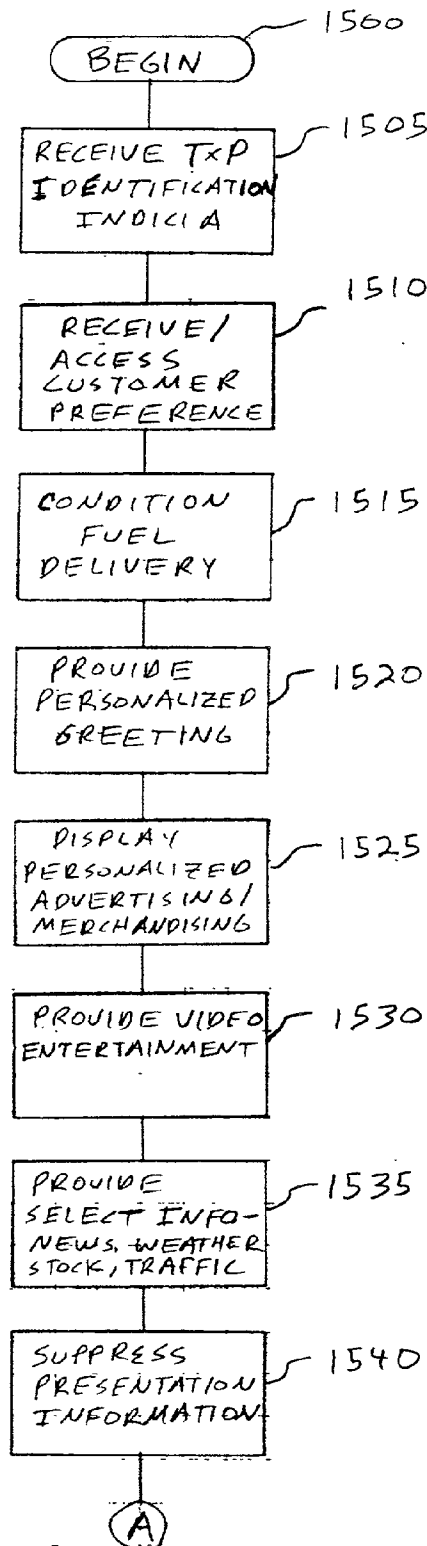 1500
BEGIN
1505
RECEIVE TxP
IDENTIFICATION
INDICIA
1510
RECEIVE/
ACCESS
CUSTOMER
PREFERENCE
1515
CONDITION
FUEL
DELIVERY
1520
PROVIDE
PERSONALIZED
GREETING
1525
DISPLAY
PERSONALIZED
ADVERTISING/
MERCHANDISING
1530
PROVIDE VIDEO
ENTERTAINMENT
1535
PROVIDE
SELECT INFO-
NEWS, WEATHER
STOCK, TRAFFIC
1540
SUPPRESS
PRESENTATION
INFORMATION
A